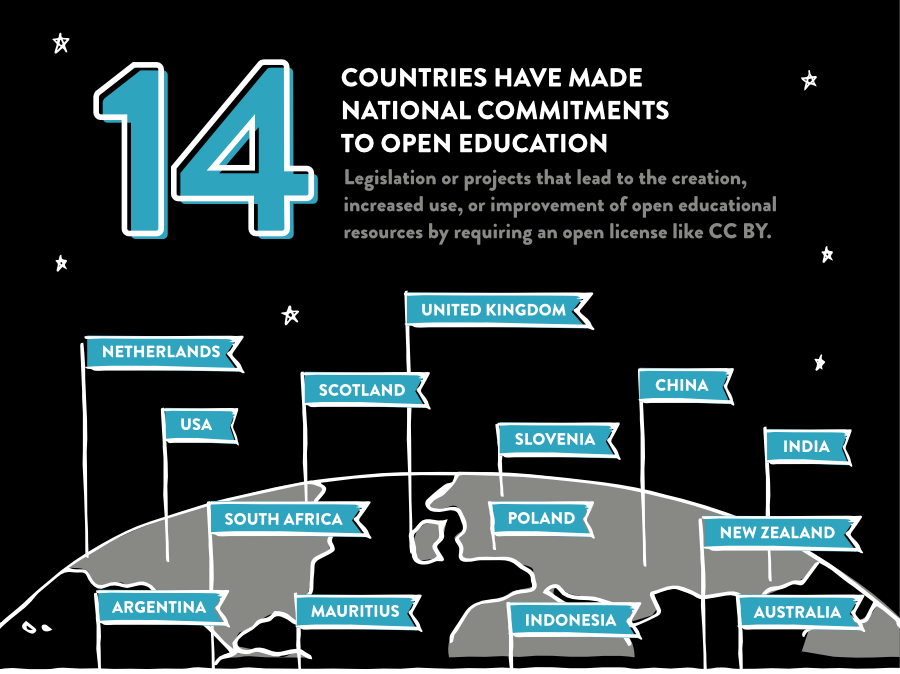 14
COUNTRIES HAVE MADE
NATIONAL COMMITMENTS
TO OPEN EDUCATION
Legislation or projects that lead to the creation,
increased use, or improvement of open educational
resources by requiring an open license like CC BY.
UNITED KINGDOM
NETHERLANDS
SCOTLAND
CHINA
USA
SLOVENIA
INDIA
SOUTH AFRICA
POLAND
NEW ZEALAND
ARGENTINA
MAURITIUS
INDONESIA
AUSTRALIA